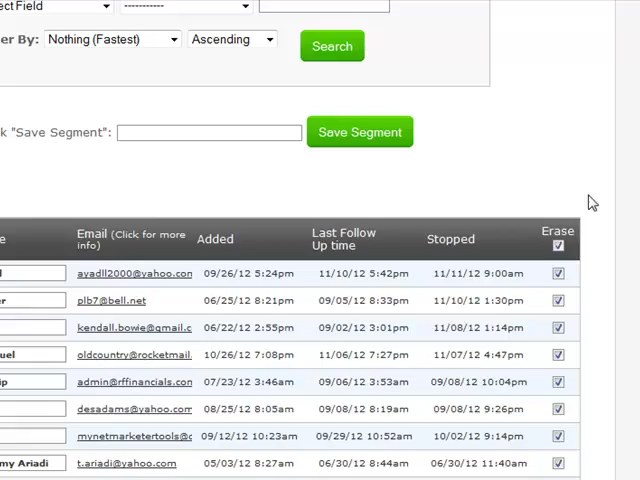 ct Field ----------
er By: Nothing (Fastest) Ascending Search
k "Save Segment": Save Segment
e Email (Click for more info) Added Last Follow Up time Stopped Erase
l ayadll2000@yahoo.con 09/26/12 5:24pm 11/10/12 5:42pm 11/11/12 9:00am
er plb7@bell.net 06/25/12 8:21pm 09/05/12 8:33pm 11/10/12 1:30pm
kendall.bowie@gmail.c 06/22/12 2:55pm 09/02/12 3:01pm 11/08/12 1:14pm
uel oldcountry@rocketmail. 10/26/12 7:08pm 11/06/12 7:27pm 11/07/12 4:47pm
ip admin@rffinancials.con 07/23/12 3:46am 09/06/12 3:53am 09/08/12 10:04pm
desadams@yahoo.com 08/25/12 8:05am 09/08/12 8:19am 09/08/12 9:26pm
mynetmarketertools@c 09/12/12 10:23am 09/29/12 10:52am 10/02/12 9:14pm
my Ariadi t.ariadi@yahoo.com 05/03/12 8:27am 06/30/12 8:44am 06/30/12 11:40am